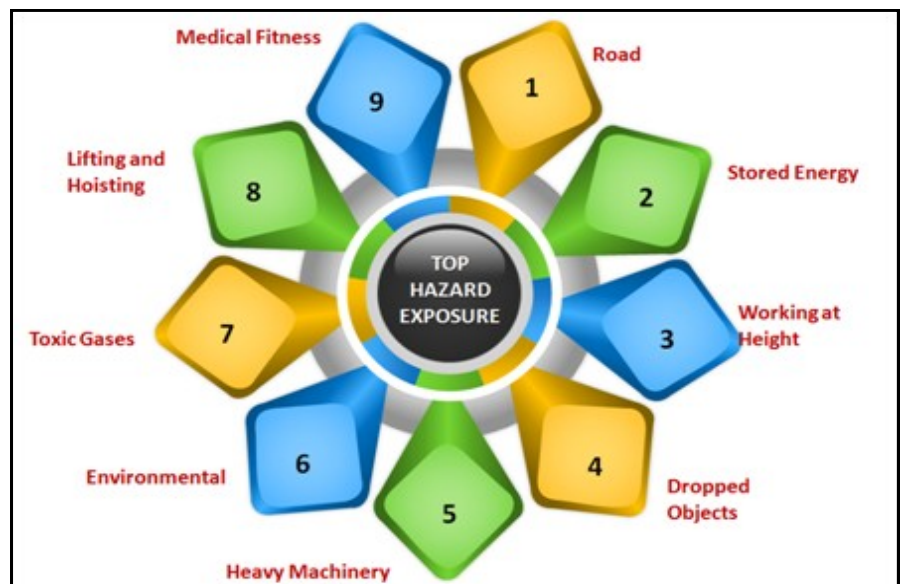 TOP
HAZARD
EXPOSURE
1
Road
2
Stored Energy
3
Working at
Height
4
Dropped
Objects
5
Heavy Machinery
6
Environmental
7
Toxic Gases
8
Lifting and
Hoisting
9
Medical Fitness